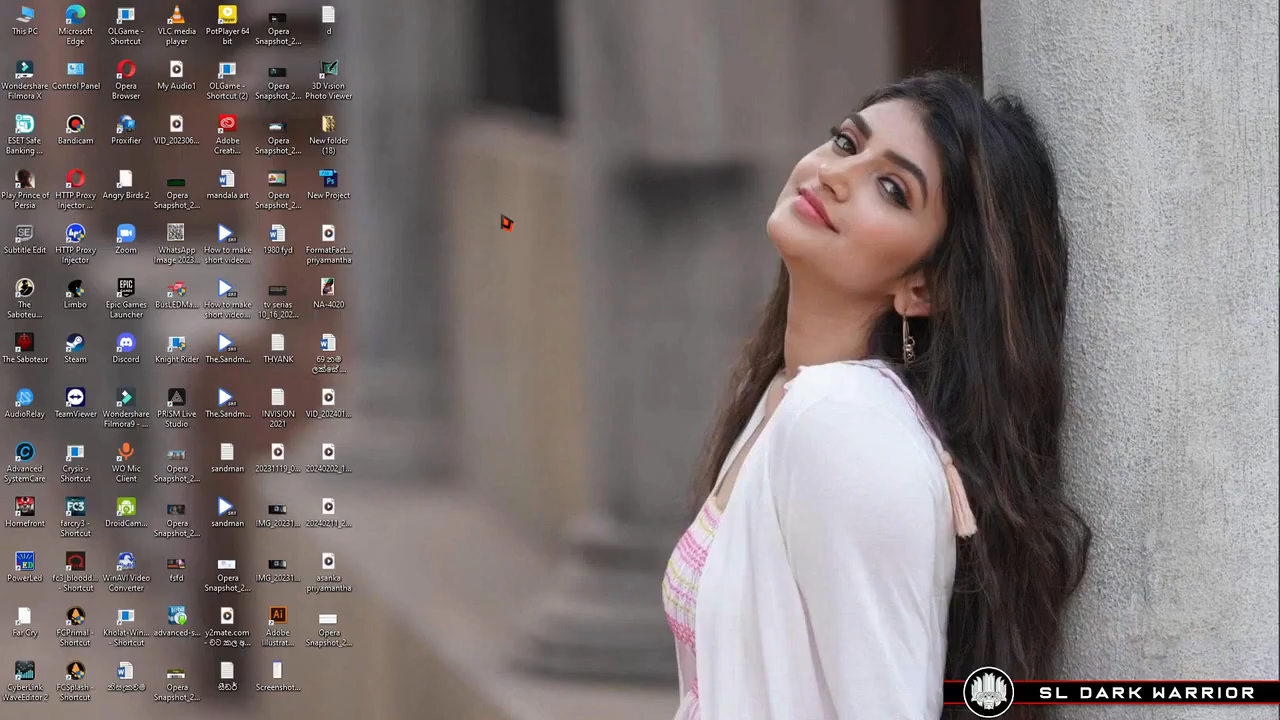 This PC
Microsoft
Edge
OLGame -
Shortcut
VLC media
player
PotPlayer 64
bit
Opera
Snapshot_2...
d
Wondershare
Filmora X
Control Panel
Opera
Browser
My Audio1
OLGame -
Shortcut (2)
Opera
Snapshot_2...
3D Vision
Photo Viewer
ESET Safe
Banking ...
Bandicam
Proxifier
VID_202306...
Adobe
Creati...
Opera
Snapshot_2...
New folder
(18)
Play Prince of
Persia
HTTP Proxy
Injector ...
Angry Birds 2
Opera
Snapshot_2...
mandala art
Opera
Snapshot_2...
New Project
Subtitle Edit
HTTP Proxy
Injector
Zoom
WhatsApp
Image 2023...
How to make
short video...
1980 fyd
FormatFact...
priyamantha
The
Saboteu...
Limbo
Epic Games
Launcher
BusLEDMa...
How to make
short video...
tv serias
10_16_202...
NA-4020
The Saboteur
Steam
Discord
Knight Rider
The.Sandm...
THYANK
69 නම
ලක්සේ...
AudioRelay
TeamViewer
Wondershare
Filmora9 - ...
PRISM Live
Studio
The.Sandm...
INVISION
2021
VID_202401...
Advanced
SystemCare
Crysis -
Shortcut
WO Mic
Client
Opera
Snapshot_2...
sandman
20231119_0...
20240202_1...
Homefront
farcry3 -
Shortcut
DroidCam...
Opera
Snapshot_2...
sandman
IMG_20231...
20240211_2...
PowerLed
fc3_bloodd...
- Shortcut
WinAVI Video
Converter
fsfd
Opera
Snapshot_2...
IMG_20231...
asanka
priyamantha
Far Cry
FCPrimal -
Shortcut
Kholat-Win...
- Shortcut
advanced-s...
y2mate.com
- එට කල අ...
Adobe
Illustrat...
Opera
Snapshot_2...
CyberLink
WaveEditor 2
FCSplash -
Shortcut
Opera
Snapshot_2...
සීඩර්
Screenshot...
SL DARK WARRIOR